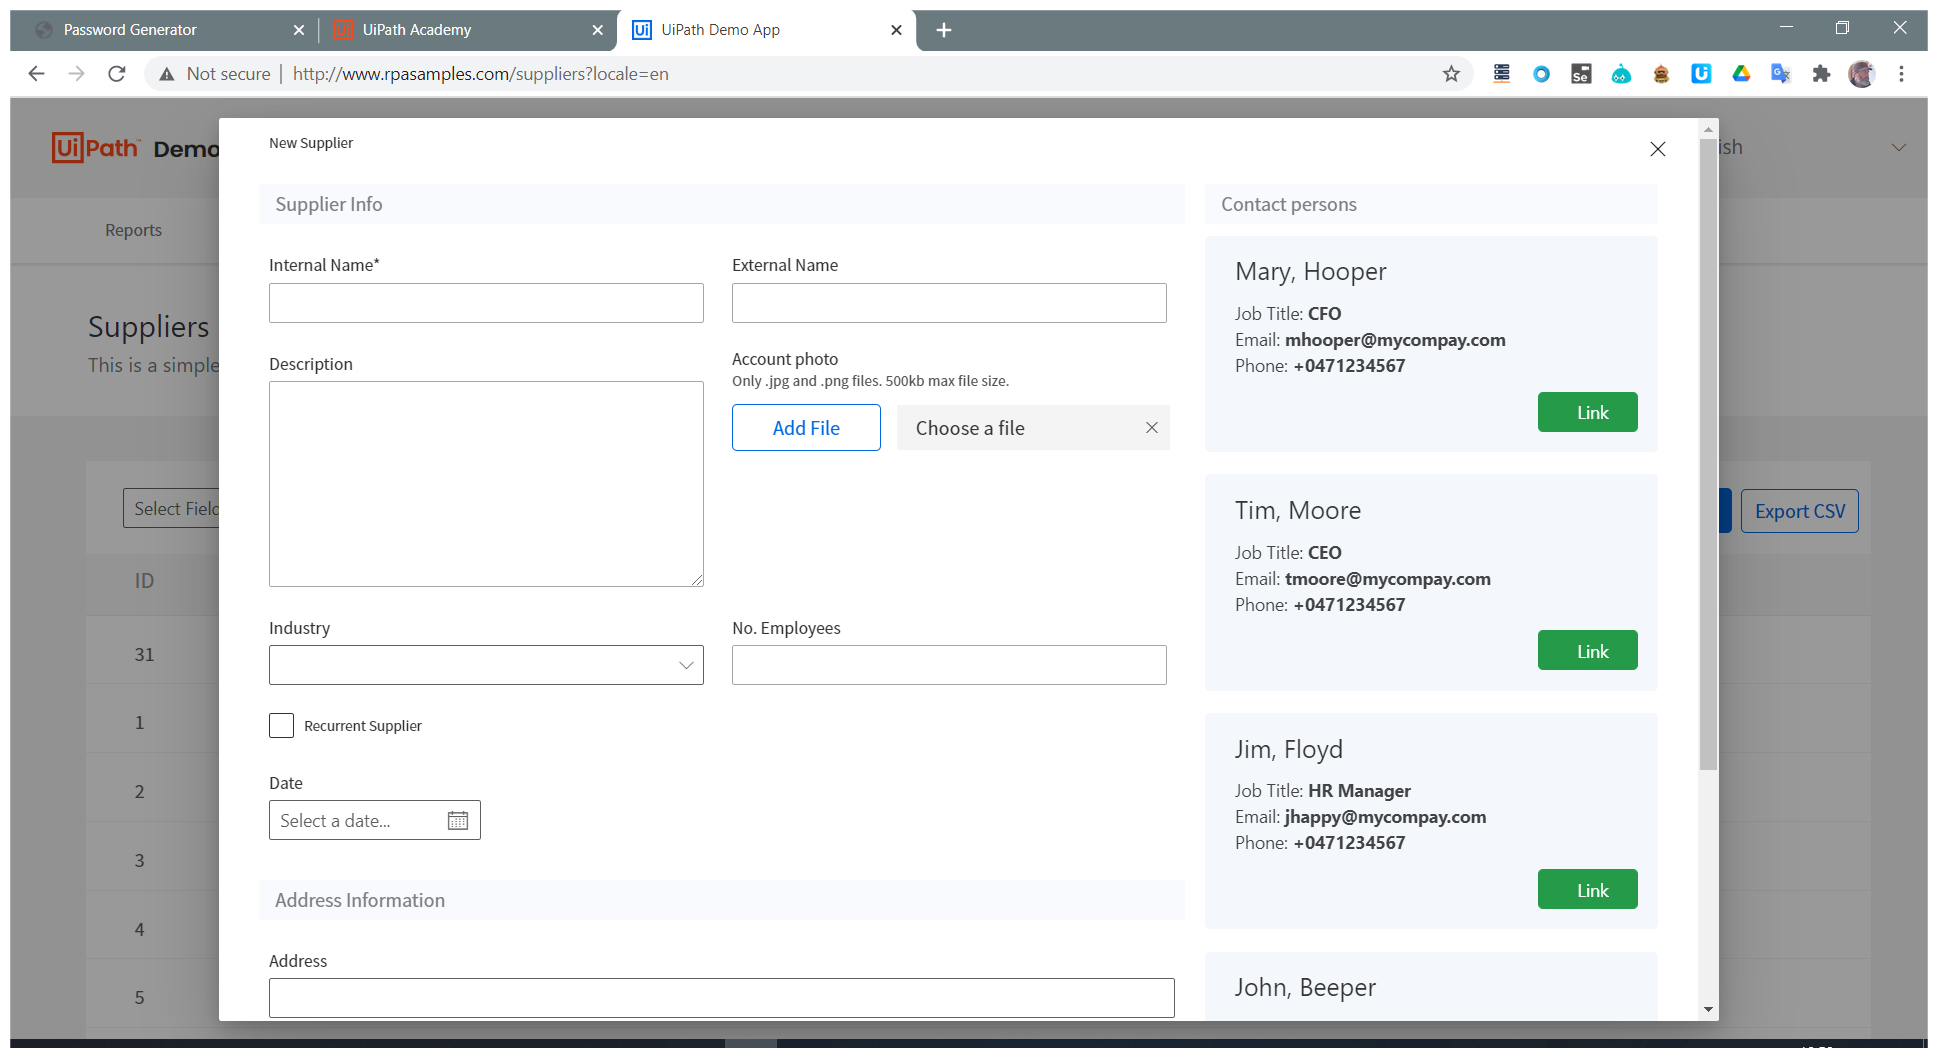 Password Generator
UiPath Academy
UiPath Demo App
Not secure
http://www.rpasamples.com/suppliers?locale=en
Ui Path Demo
Reports
Suppliers
This is a simple
Select Field
ID
31
1
2
3
4
5
Export CSV
New Supplier
Supplier Info
Internal Name*
External Name
Description
Account photo
Only .jpg and .png files. 500kb max file size.
Add File
Choose a file
Industry
No. Employees
Recurrent Supplier
Date
Select a date...
Address Information
Address
Contact persons
Mary, Hooper
Job Title: CFO
Email: mhooper@mycompay.com
Phone: +0471234567
Link
Tim, Moore
Job Title: CEO
Email: tmoore@mycompay.com
Phone: +0471234567
Link
Jim, Floyd
Job Title: HR Manager
Email: jhappy@mycompay.com
Phone: +0471234567
Link
John, Beeper